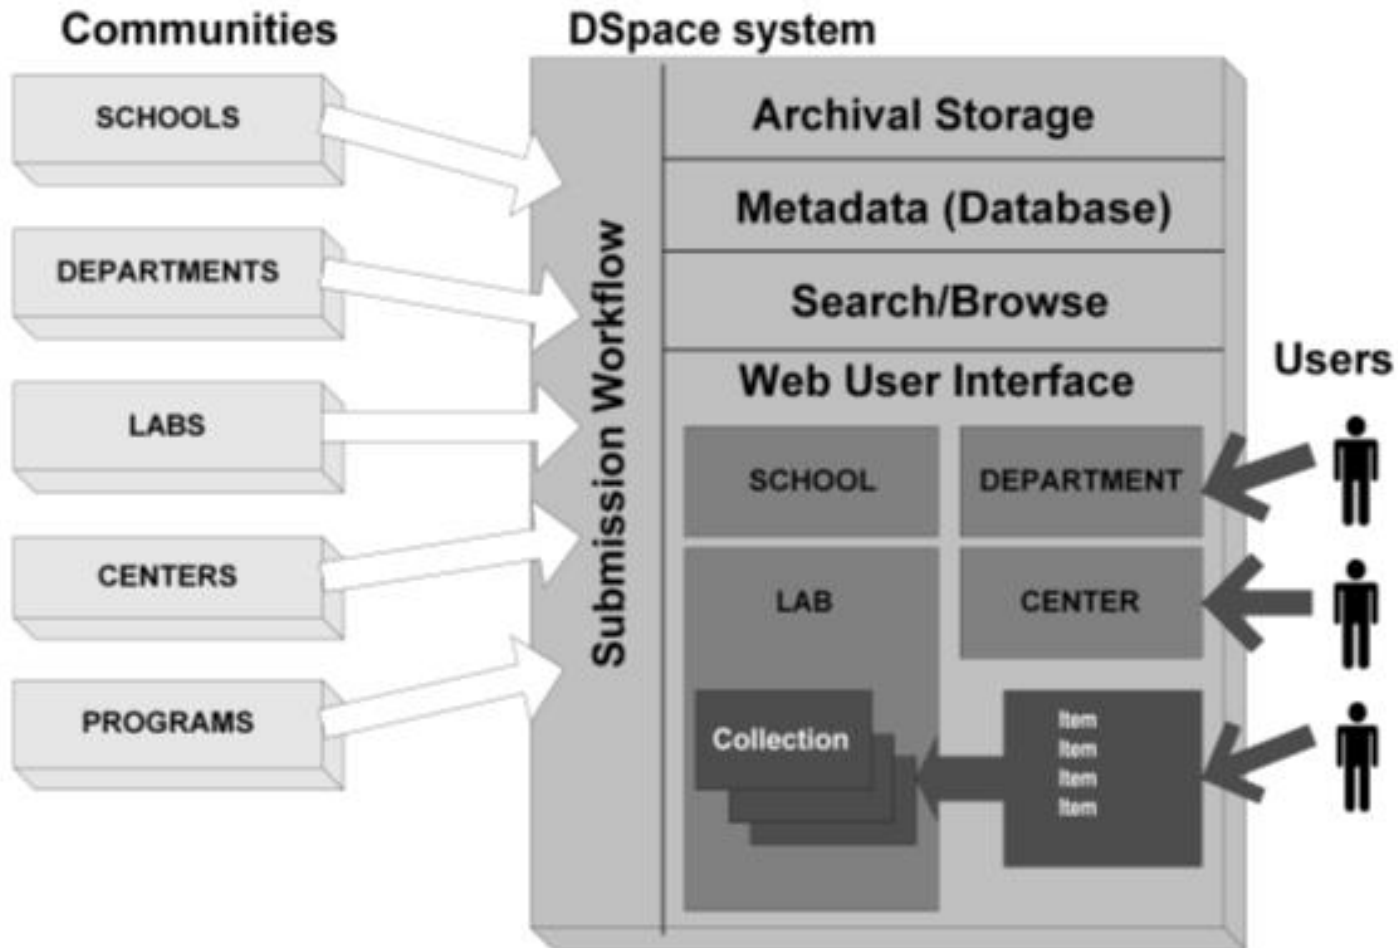 Communities
DSpace system
SCHOOLS
DEPARTMENTS
LABS
CENTERS
PROGRAMS
Submission Workflow
Archival Storage
Metadata (Database)
Search/Browse
Web User Interface
SCHOOL
DEPARTMENT
LAB
CENTER
Collection
Item
Item
Item
Item
Users